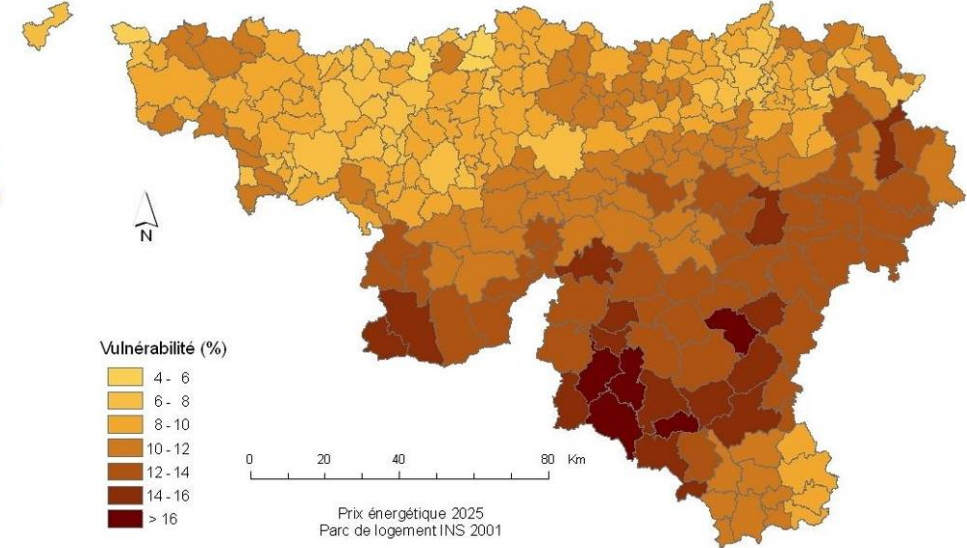 N
Vulnérabilité (%)
4 - 6
6 - 8
8 - 10
10 - 12
12 - 14
14 - 16
> 16
0 20 40 80 Km
Prix énergétique 2025
Parc de logement INS 2001